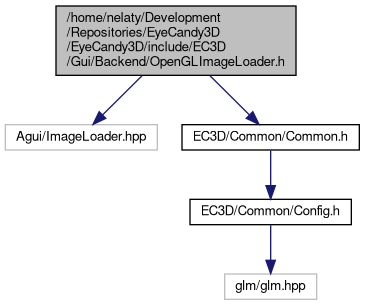 /home/nelaty/Development
/Repositories/EyeCandy3D
/EyeCandy3D/include/EC3D
/Gui/Backend/OpenGLImageLoader.h
Agui/ImageLoader.hpp
EC3D/Common/Common.h
EC3D/Common/Config.h
glm/glm.hpp